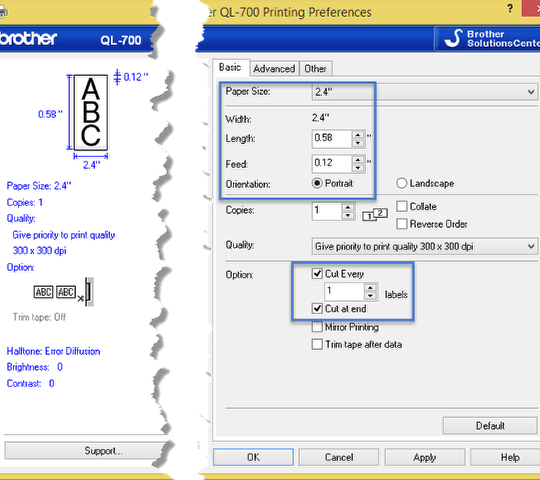 er QL-700 Printing Preferences
?
brother
QL-700
Brother
SolutionsCente
0.12 "
0.58 "
ABC
2.4 "
Paper Size: 2.4"
Copies: 1
Quality:
Give priority to print quality
300 x 300 dpi
Option:
ABC ABC
Trim tape: Off
Halftone: Error Diffusion
Brightness: 0
Contrast: 0
Support...
Basic Advanced Other
Paper Size: 2.4"
Width: 2.4"
Length: 0.58 "
Feed: 0.12 "
Orientation: Portrait Landscape
Copies: 1 1 2 Collate
Reverse Order
Quality: Give priority to print quality 300 x 300 dpi
Option: Cut Every
1 labels
Cut at end
Mirror Printing
Trim tape after data
Default
OK Cancel Apply Help